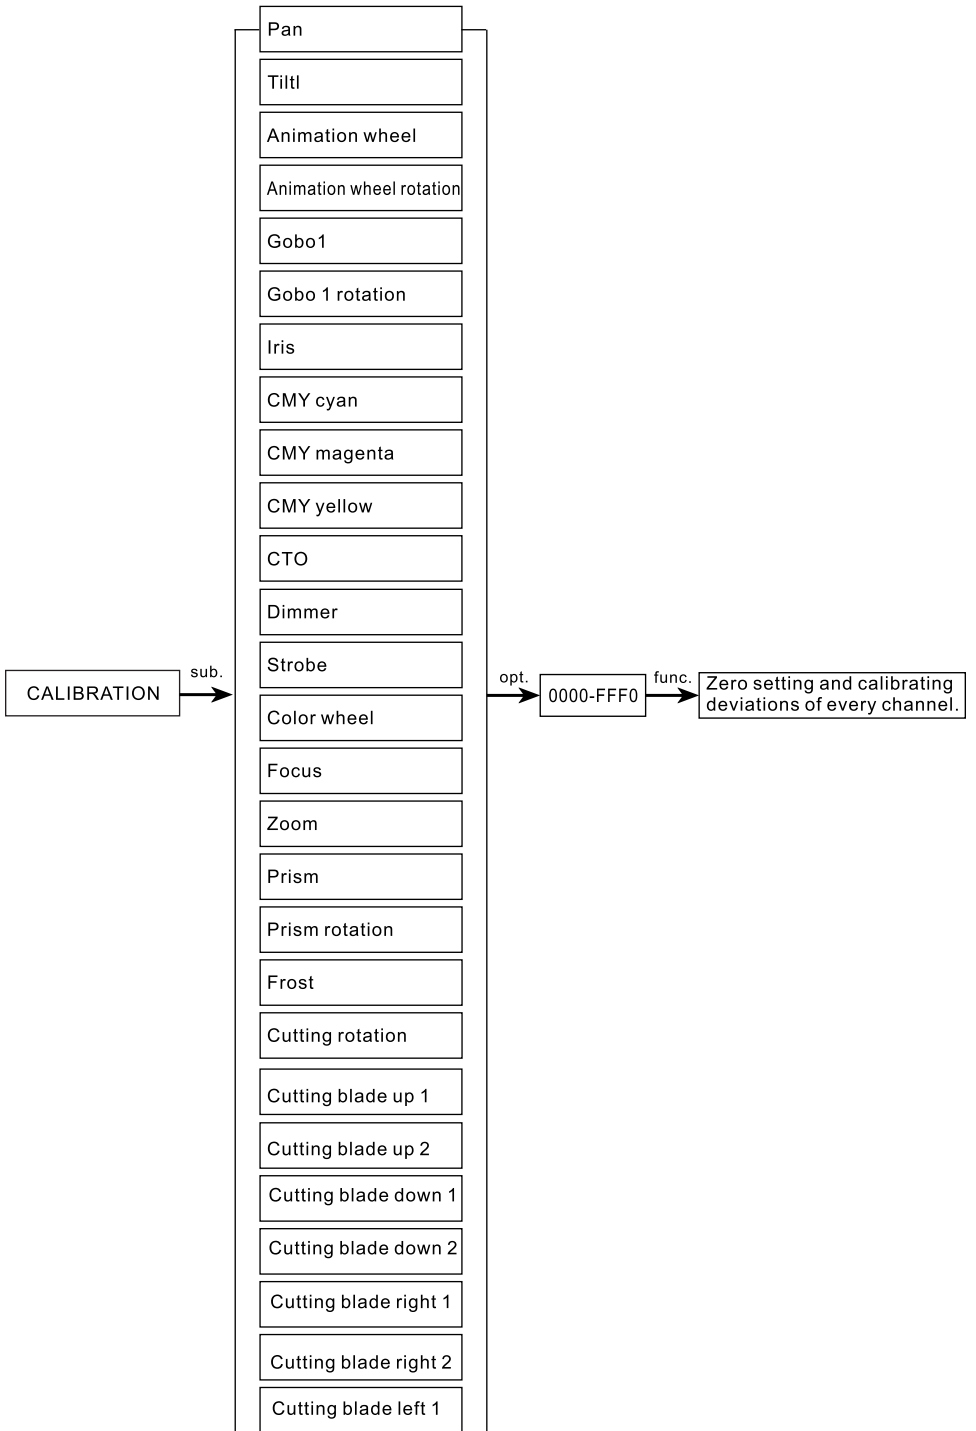 Pan
Tiltl
Animation wheel
Animation wheel rotation
Gobo1
Gobo 1 rotation
Iris
CMY cyan
CMY magenta
CMY yellow
CTO
Dimmer
Strobe
Color wheel
Focus
Zoom
Prism
Prism rotation
Frost
Cutting rotation
Cutting blade up 1
Cutting blade up 2
Cutting blade down 1
Cutting blade down 2
Cutting blade right 1
Cutting blade right 2
Cutting blade left 1
CALIBRATION
sub.
opt.
0000-FFF0
func.
Zero setting and calibrating
deviations of every channel.